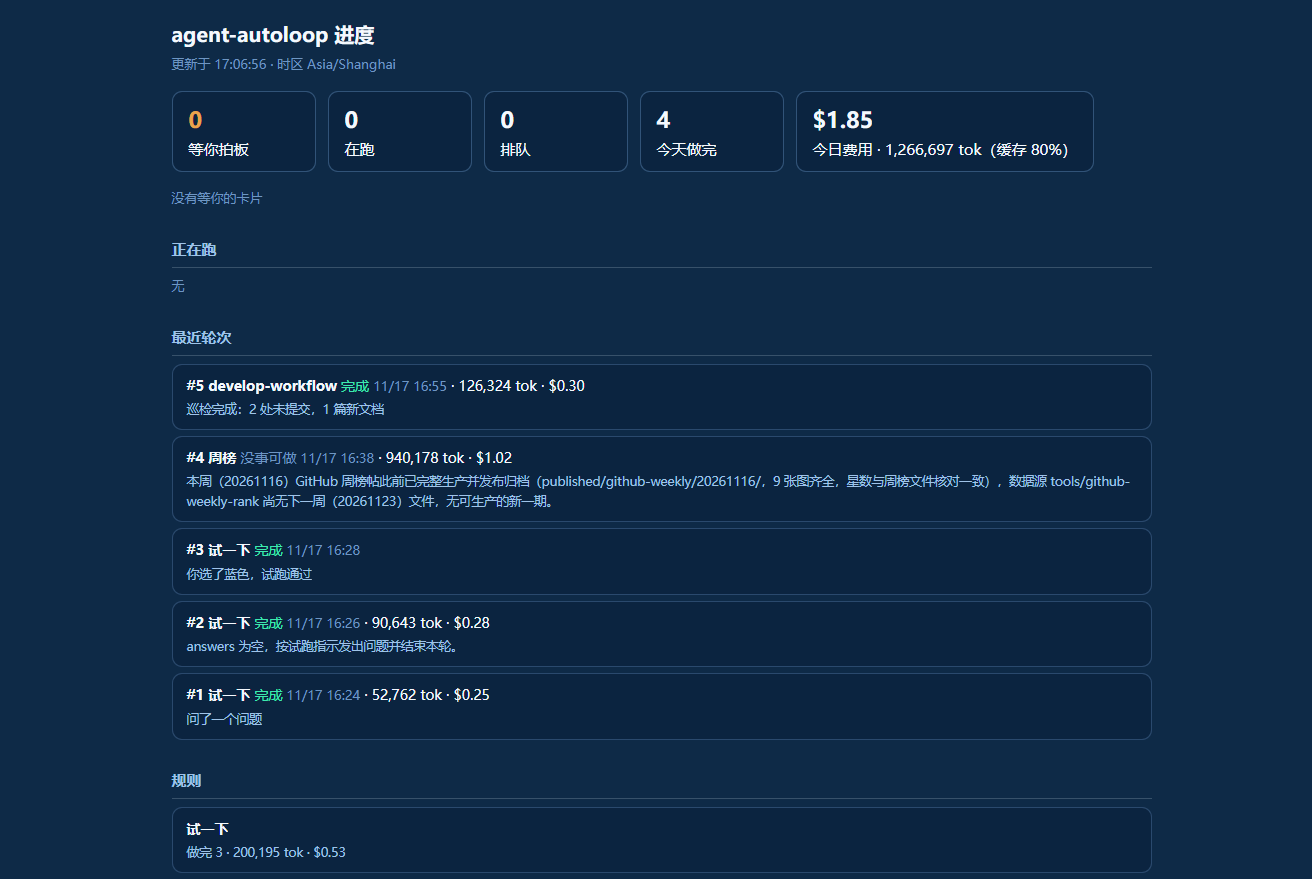 agent-autoloop 进度
更新于 17:06:56 · 时区 Asia/Shanghai
0
等你拍板
0
在跑
0
排队
4
今天做完
$1.85
今日费用 · 1,266,697 tok（缓存 80%）
没有等你的卡片
正在跑
无
最近轮次
#5 develop-workflow 完成 11/17 16:55 · 126,324 tok · $0.30
巡检完成：2 处未提交，1 篇新文档
#4 周榜 没事可做 11/17 16:38 · 940,178 tok · $1.02
本周（20261116）GitHub 周榜帖此前已完整生产并发布归档（published/github-weekly/20261116/，9 张图齐全，星数与周榜文件核对一致），数据源 tools/github-
weekly-rank 尚无下一周（20261123）文件，无可生产的新一期。
#3 试一下 完成 11/17 16:28
你选了蓝色，试跑通过
#2 试一下 完成 11/17 16:26 · 90,643 tok · $0.28
answers 为空，按试跑指示发出问题并结束本轮。
#1 试一下 完成 11/17 16:24 · 52,762 tok · $0.25
问了一个问题
规则
试一下
做完 3 · 200,195 tok · $0.53